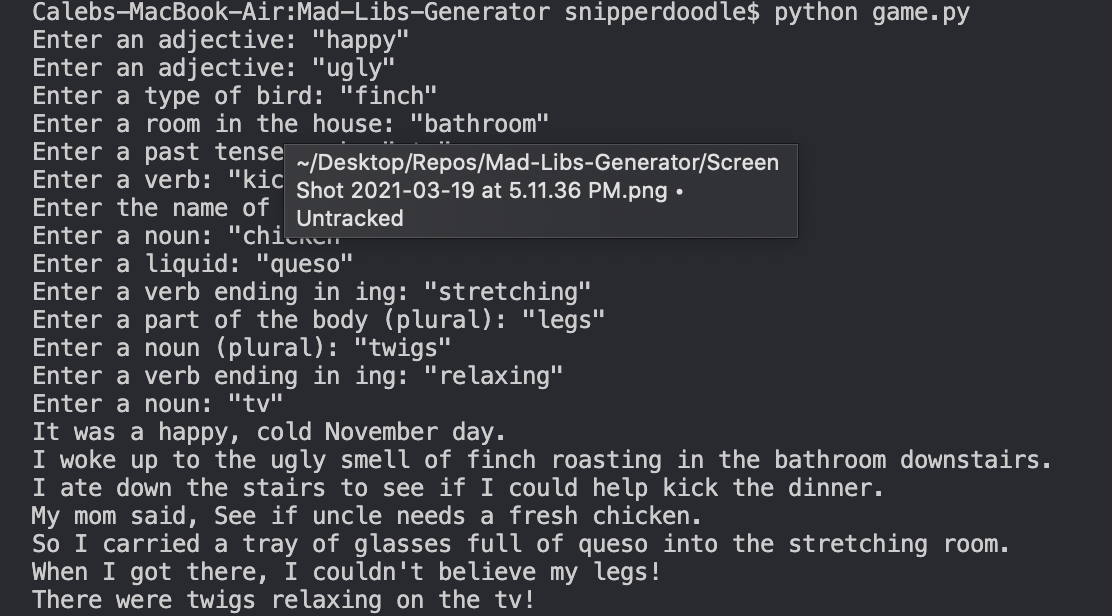 Calebs-MacBook-Air:Mad-Libs-Generator snipperdoodle$ python game.py
Enter an adjective: "happy"
Enter an adjective: "ugly"
Enter a type of bird: "finch"
Enter a room in the house: "bathroom"
Enter a past tense
~/Desktop/Repos/Mad-Libs-Generator/Screen
Shot 2021-03-19 at 5.11.36 PM.png •
Untracked
Enter a verb: "kic
Enter the name of
Enter a noun: "chicken"
Enter a liquid: "queso"
Enter a verb ending in ing: "stretching"
Enter a part of the body (plural): "legs"
Enter a noun (plural): "twigs"
Enter a verb ending in ing: "relaxing"
Enter a noun: "tv"
It was a happy, cold November day.
I woke up to the ugly smell of finch roasting in the bathroom downstairs.
I ate down the stairs to see if I could help kick the dinner.
My mom said, See if uncle needs a fresh chicken.
So I carried a tray of glasses full of queso into the stretching room.
When I got there, I couldn't believe my legs!
There were twigs relaxing on the tv!